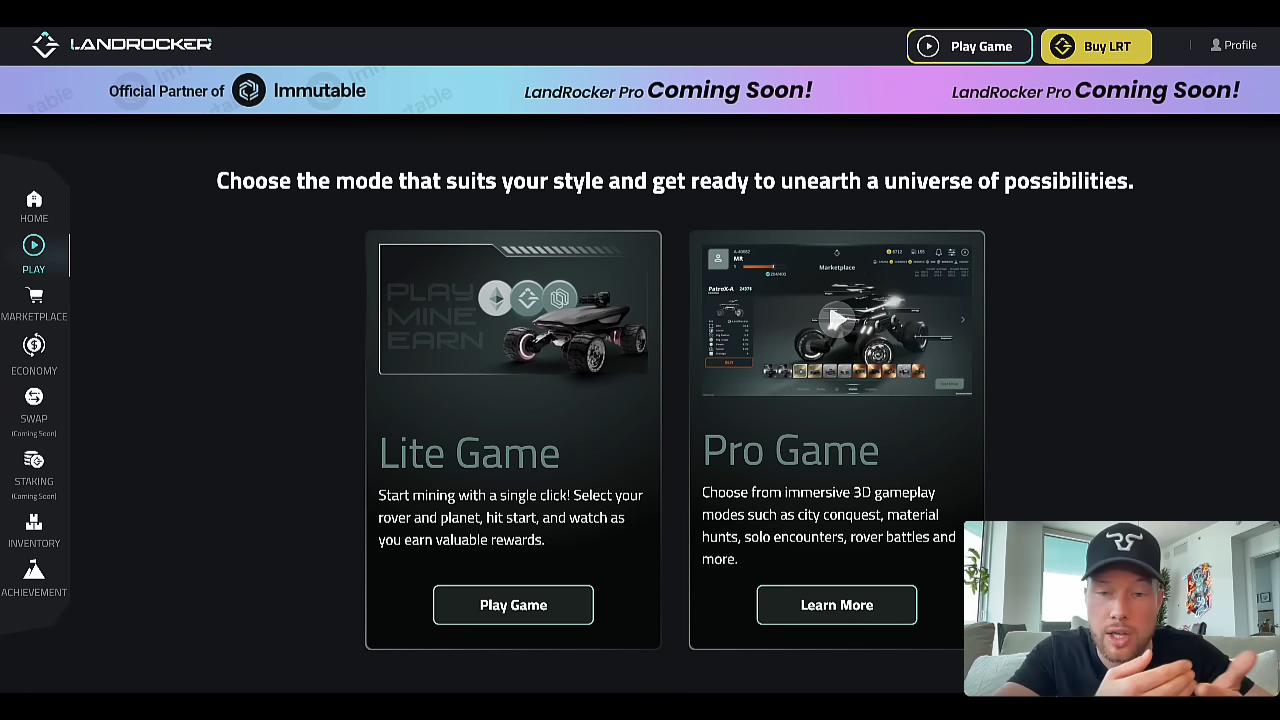 LANDROCKER
Play Game
Buy LRT
Profile
Official Partner of Immutable
LandRocker Pro Coming Soon!
LandRocker Pro Coming Soon!
Choose the mode that suits your style and get ready to unearth a universe of possibilities.
HOME
PLAY
MARKETPLACE
ECONOMY
SWAP
(Coming Soon)
STAKING
(Coming Soon)
INVENTORY
ACHIEVEMENT
PLAY
MINE
EARN
Lite Game
Start mining with a single click! Select your
rover and planet, hit start, and watch as
you earn valuable rewards.
Play Game
MR
Marketplace
PatroX-A
Pro Game
Choose from immersive 3D gameplay
modes such as city conquest, material
hunts, solo encounters, rover battles and
more.
Learn More